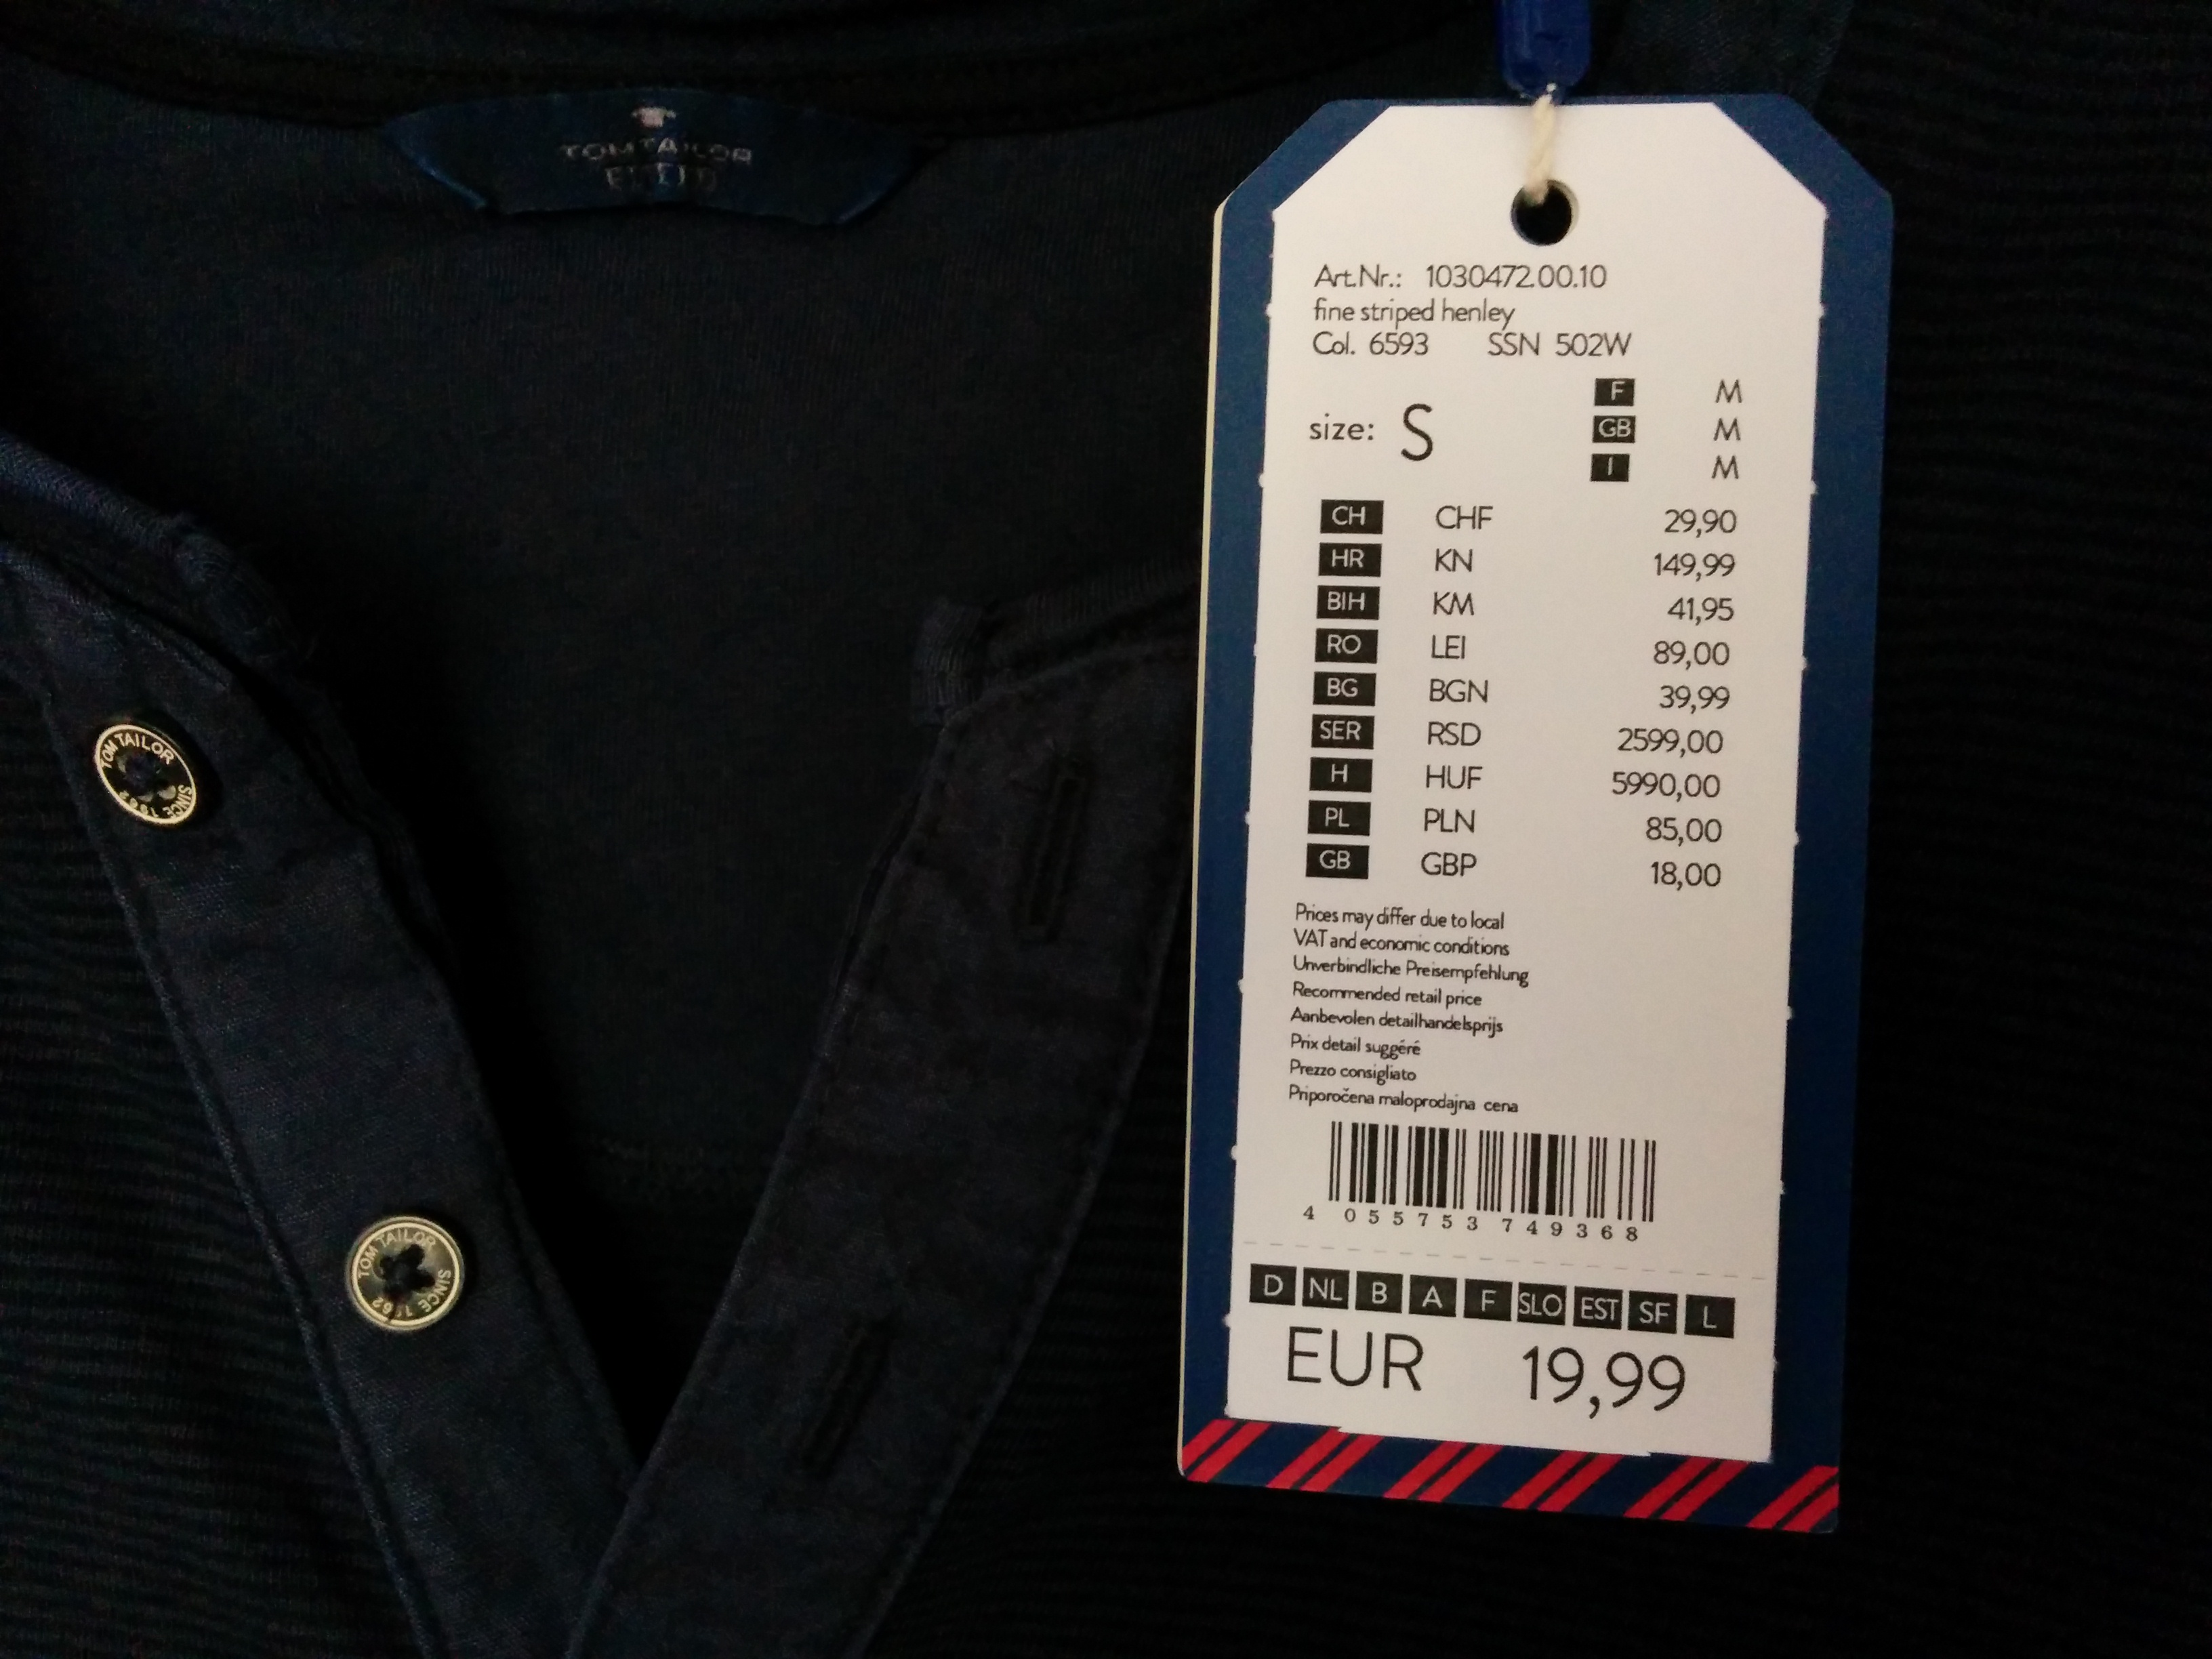 TOM TAILOR
TOM TAILOR
SINCE 1962
TOM TAILOR
SINCE 1962
Art.Nr.: 1030472.00.10
fine striped henley
Col. 6593 SSN 502W
size: S
F M
GB M
I M
CH CHF 29,90
HR KN 149,99
BIH KM 41,95
RO LEI 89,00
BG BGN 39,99
SER RSD 2599,00
H HUF 5990,00
PL PLN 85,00
GB GBP 18,00
Prices may differ due to local
VAT and economic conditions
Unverbindliche Preisempfehlung
Recommended retail price
Aanbevolen detailhandelsprijs
Prix detail suggéré
Prezzo consigliato
Priporočena maloprodajna cena
4 055753 749368
D NL B A F SLO EST SF L
EUR 19,99